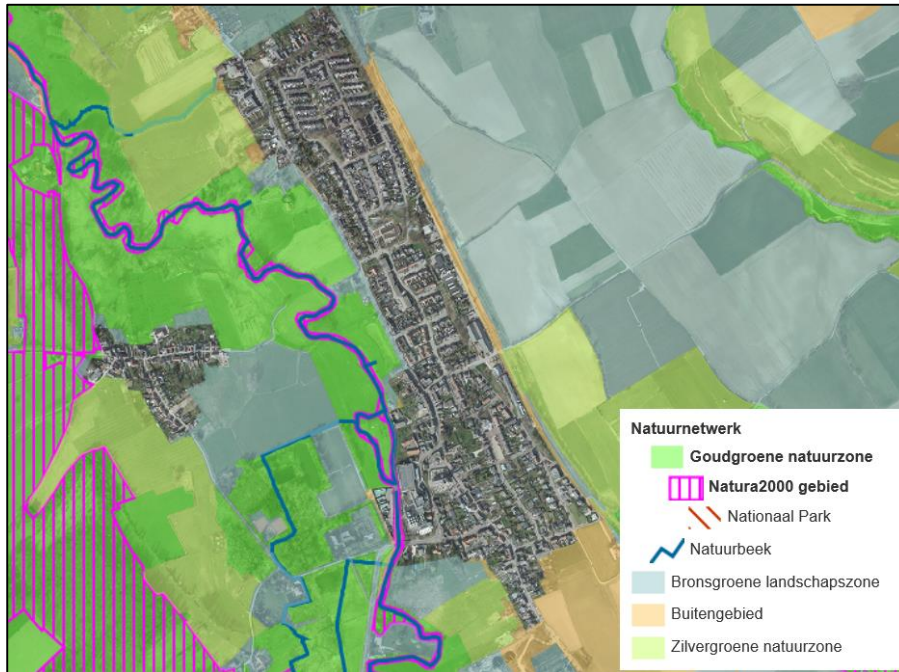 Natuurnetwerk
Goudgroene natuurzone
Natura2000 gebied
Nationaal Park
Natuurbeek
Bronsgroene landschapszone
Buitengebied
Zilvergroene natuurzone